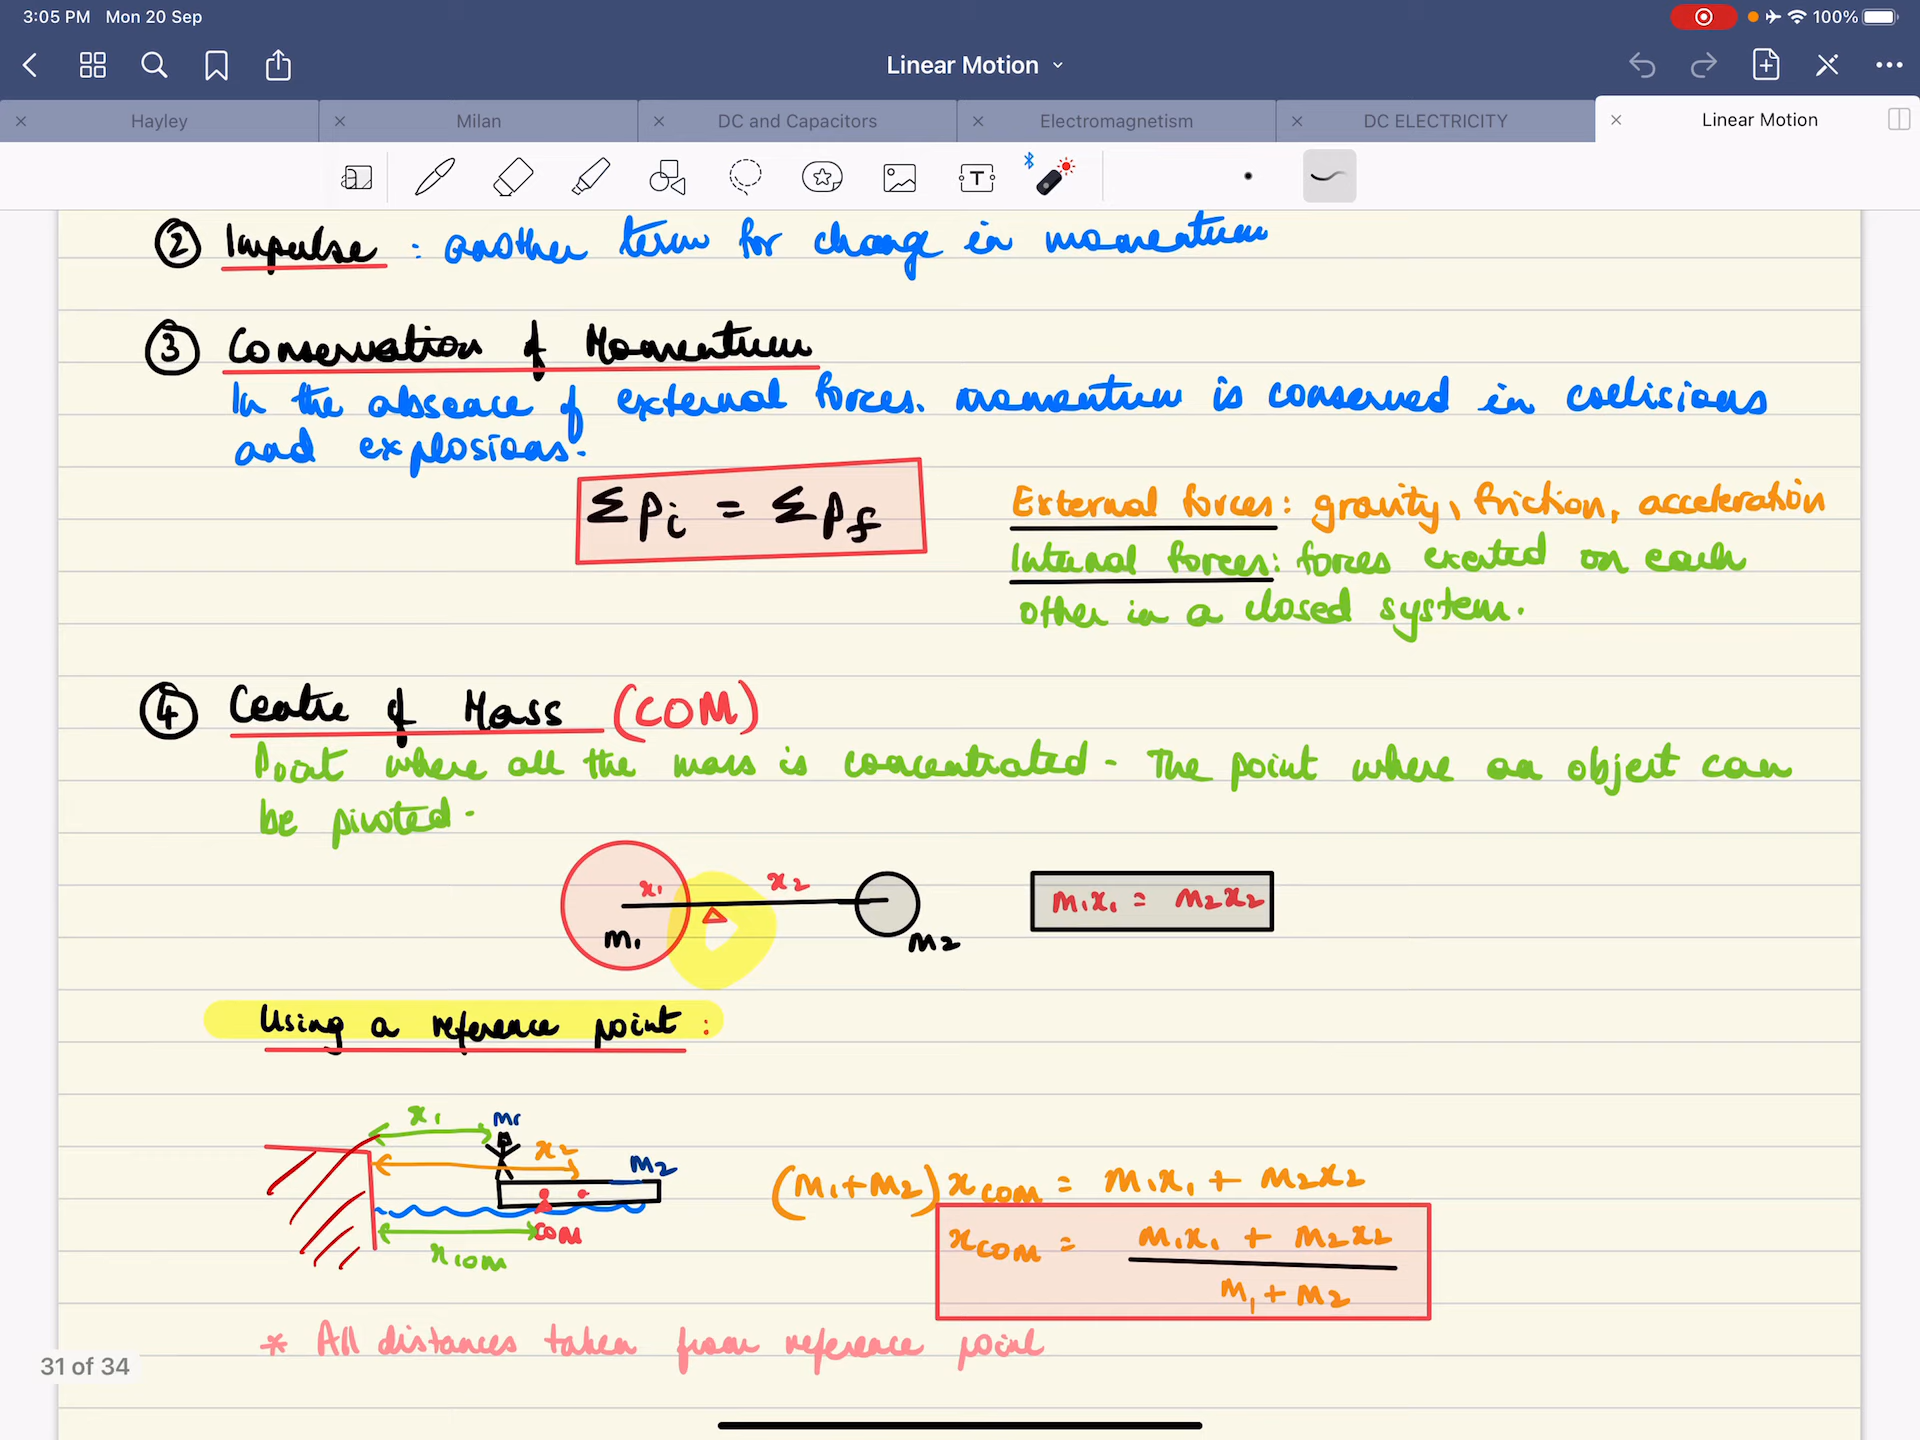 3:05 PM Mon 20 Sep
100%
Linear Motion
Hayley
Milan
DC and Capacitors
Electromagnetism
DC ELECTRICITY
Linear Motion
a
T
② Impulse : another term for change in momentum
③ Conservation of Momentum
In the absence of external forces. momentum is conserved in collisions
and explosions.
Σpi = Σpf
External forces: gravity, friction, acceleration
Internal forces: forces exerted on each
other in a closed system.
④ Centre of Mass (COM)
Point where all the mass is concentrated. The point where an object can
be pivoted.
x₁ x₂
m₁ m₂
m₁x₁ = m₂x₂
Using a reference point :
x₁ m₁
x₂ m₂
COM
xCOM
(m₁+m₂) xCOM = m₁x₁ + m₂x₂
xCOM = m₁x₁ + m₂x₂
m₁ + m₂
* All distances taken from reference point
31 of 34